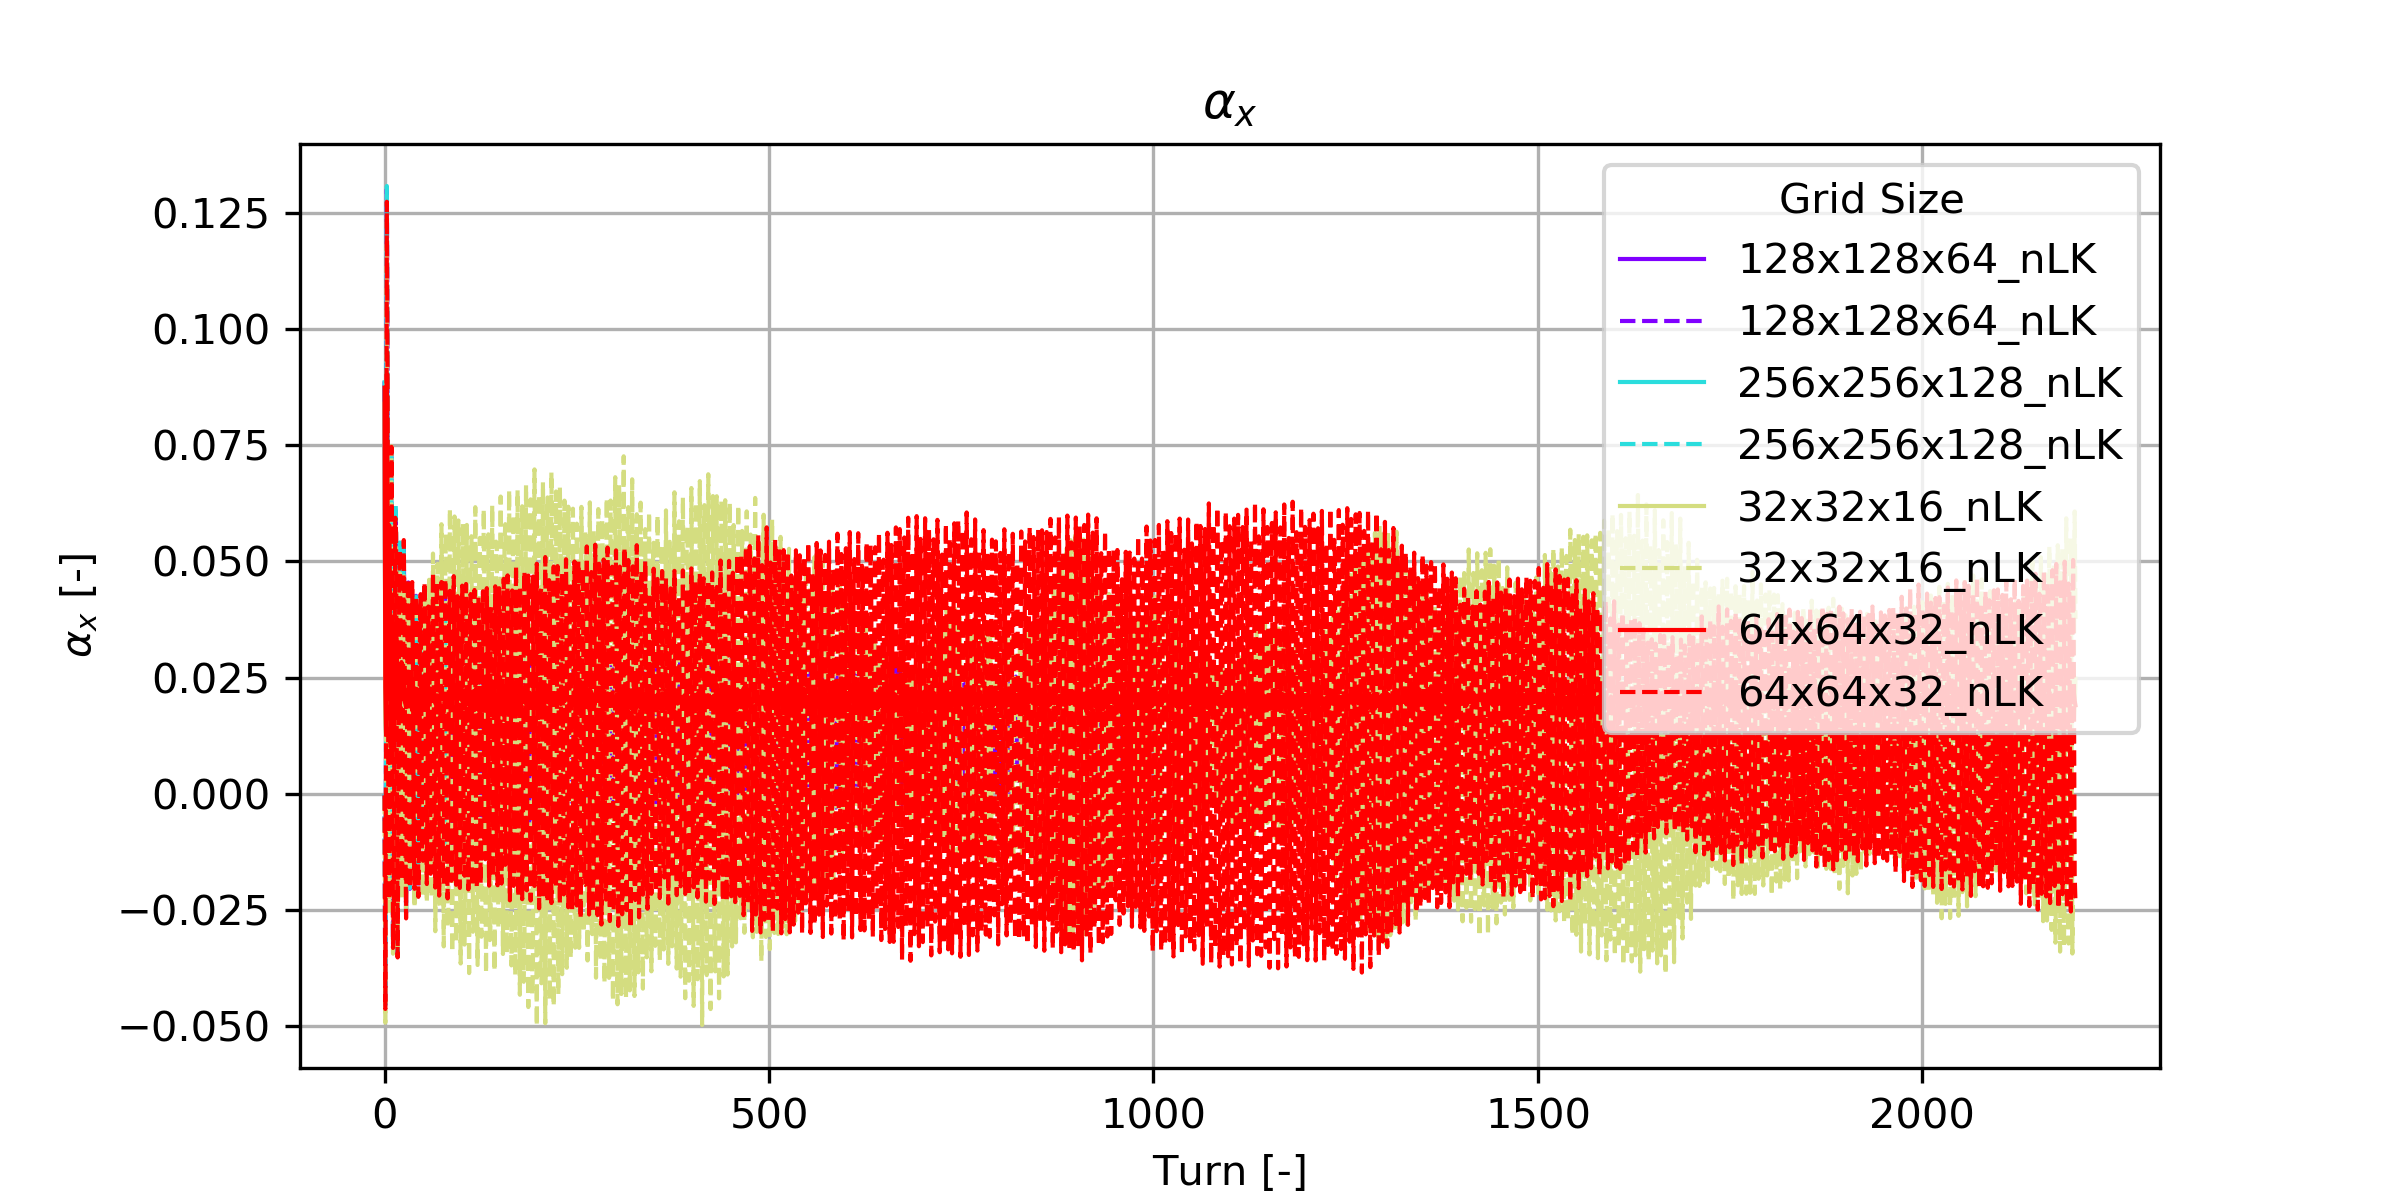 αₓ
0.125
0.100
0.075
0.050
0.025
0.000
−0.025
−0.050
αₓ [-]
Grid Size
128x128x64_nLK
128x128x64_nLK
256x256x128_nLK
256x256x128_nLK
32x32x16_nLK
32x32x16_nLK
64x64x32_nLK
64x64x32_nLK
0 500 1000 1500 2000
Turn [-]